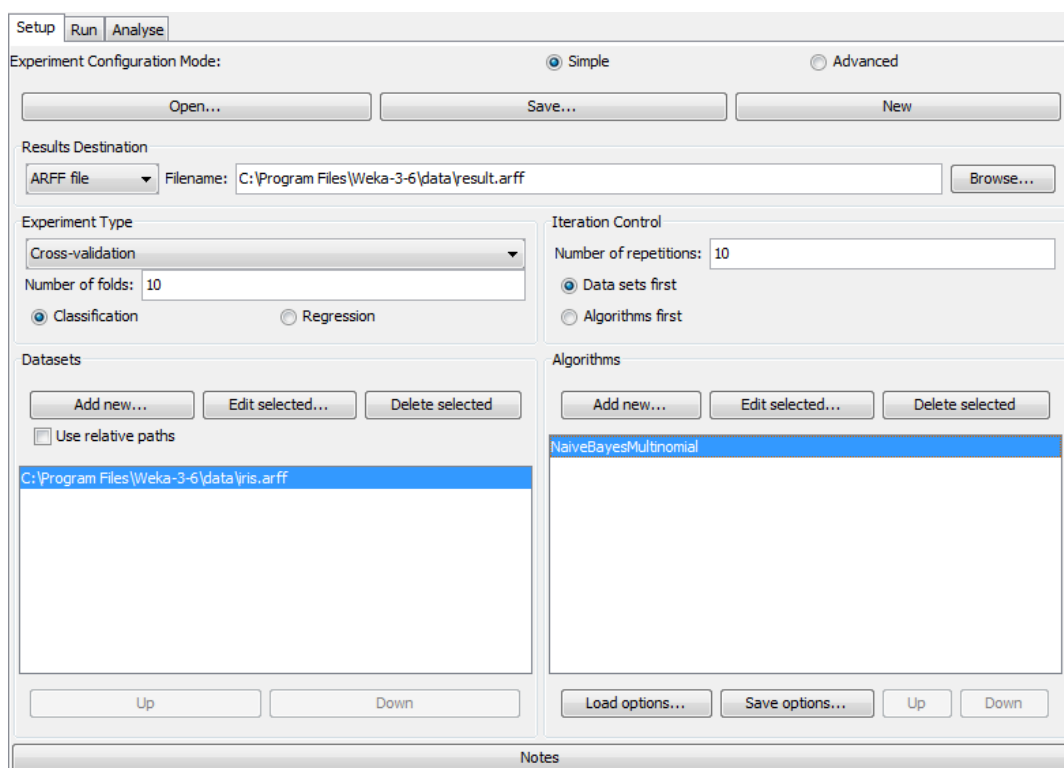 Setup Run Analyse
Experiment Configuration Mode: Simple Advanced
Open... Save... New
Results Destination
ARFF file Filename: C:\Program Files\Weka-3-6\data\result.arff Browse...
Experiment Type
Cross-validation
Number of folds: 10
Classification Regression
Iteration Control
Number of repetitions: 10
Data sets first
Algorithms first
Datasets
Add new... Edit selected... Delete selected
Use relative paths
C:\Program Files\Weka-3-6\data\iris.arff
Up Down
Algorithms
Add new... Edit selected... Delete selected
NaiveBayesMultinomial
Load options... Save options... Up Down
Notes